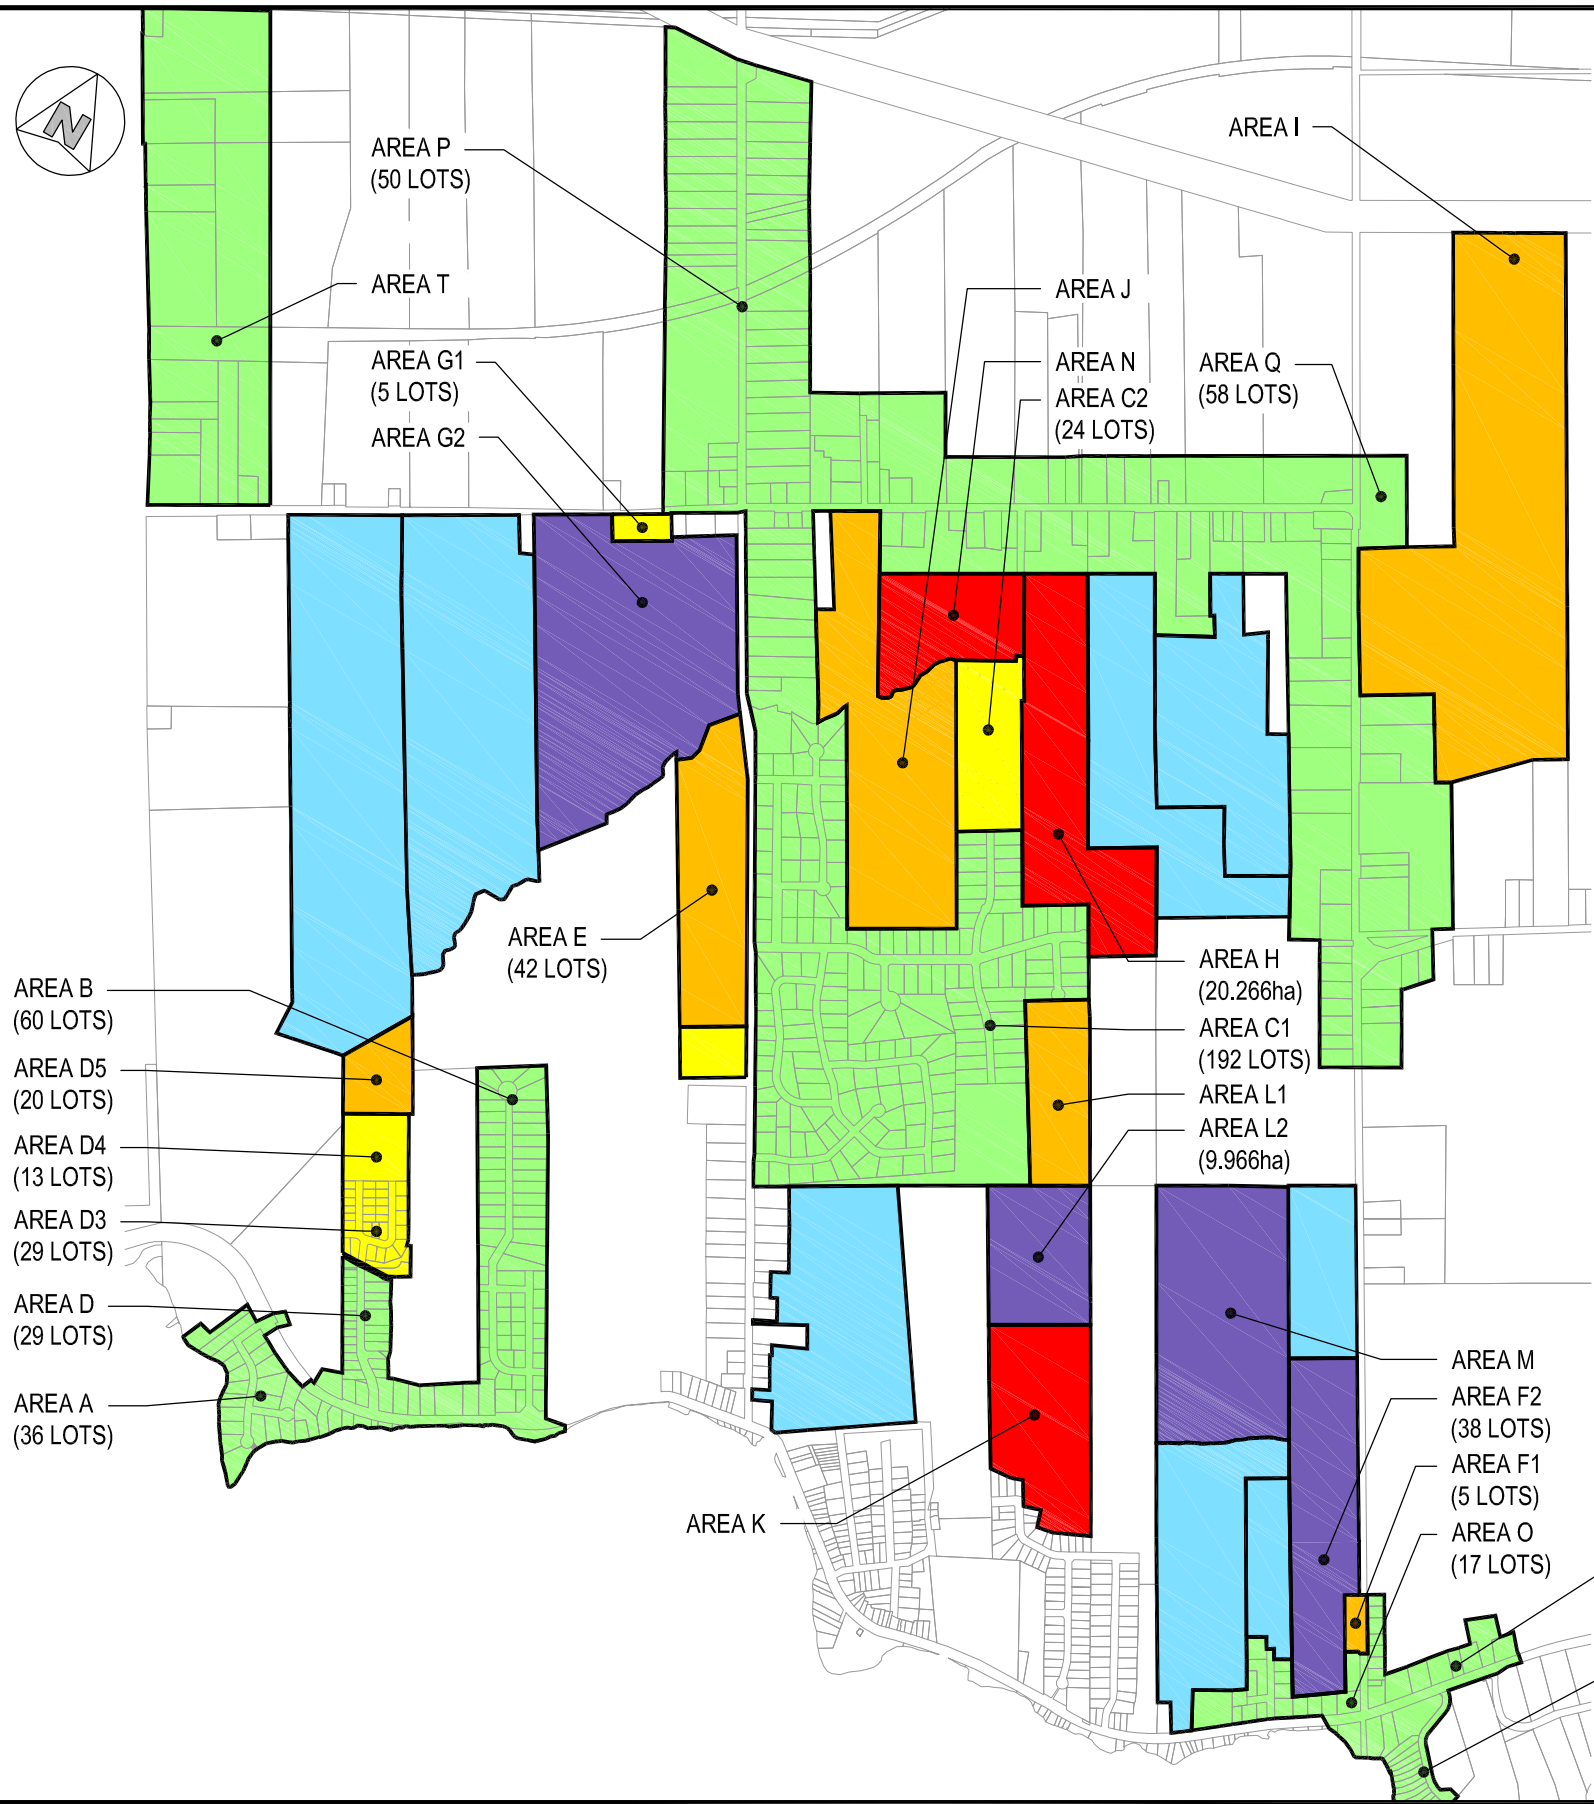 N
AREA P
(50 LOTS)
AREA T
AREA G1
(5 LOTS)
AREA G2
AREA I
AREA J
AREA N
AREA C2
(24 LOTS)
AREA Q
(58 LOTS)
AREA E
(42 LOTS)
AREA B
(60 LOTS)
AREA D5
(20 LOTS)
AREA D4
(13 LOTS)
AREA D3
(29 LOTS)
AREA D
(29 LOTS)
AREA A
(36 LOTS)
AREA H
(20.266ha)
AREA C1
(192 LOTS)
AREA L1
AREA L2
(9.966ha)
AREA K
AREA M
AREA F2
(38 LOTS)
AREA F1
(5 LOTS)
AREA O
(17 LOTS)